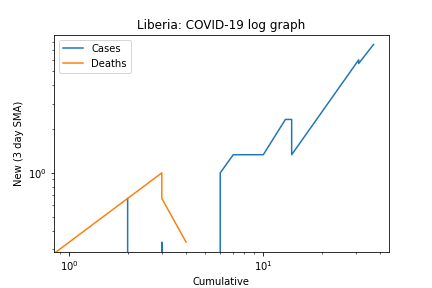 Liberia: COVID-19 log graph
Cases
Deaths
New (3 day SMA)
10⁰
10⁰
10¹
Cumulative